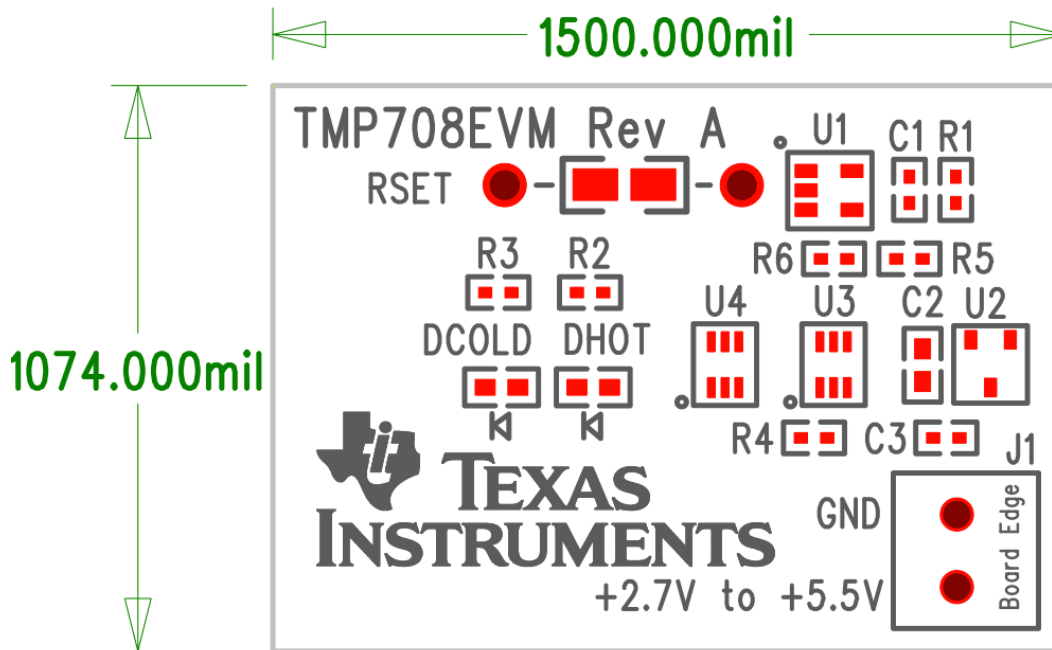 1500.000mil
TMP708EVM Rev A
U1
C1
R1
RSET
R6
R5
R3
R2
U4
U3
C2
U2
DCOLD
DHOT
1074.000mil
R4
C3
J1
TEXAS
INSTRUMENTS
GND
Board Edge
+2.7V to +5.5V